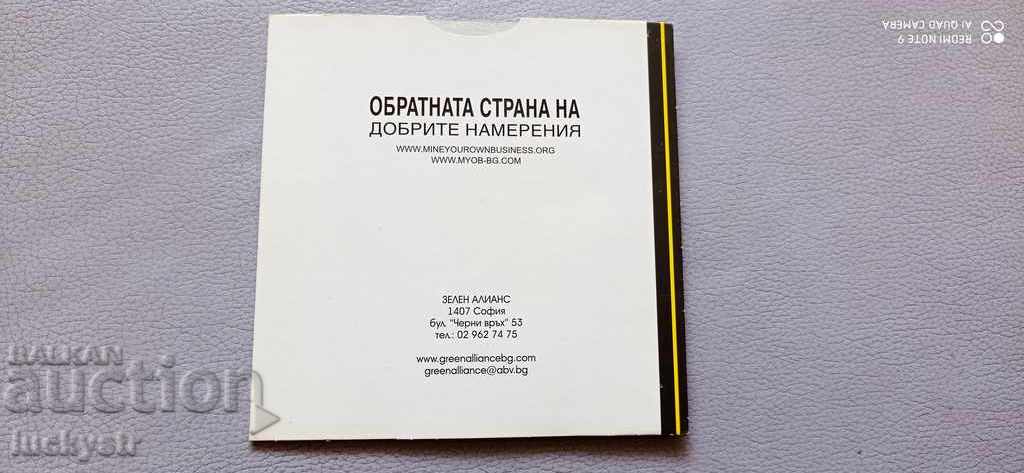 ОБРАТНАТА СТРАНА НА
ДОБРИТЕ НАМЕРЕНИЯ
WWW.MINEYOUROWNBUSINESS.ORG
WWW.MYOB-BG.COM
ЗЕЛЕН АЛИАНС
1407 София
бул. "Черни връх" 53
тел.: 02 962 74 75
www.greenalliancebg.com
greenalliance@abv.bg
REDMI NOTE 9
AI QUAD CAMERA
BALKAN
auction
luckystr